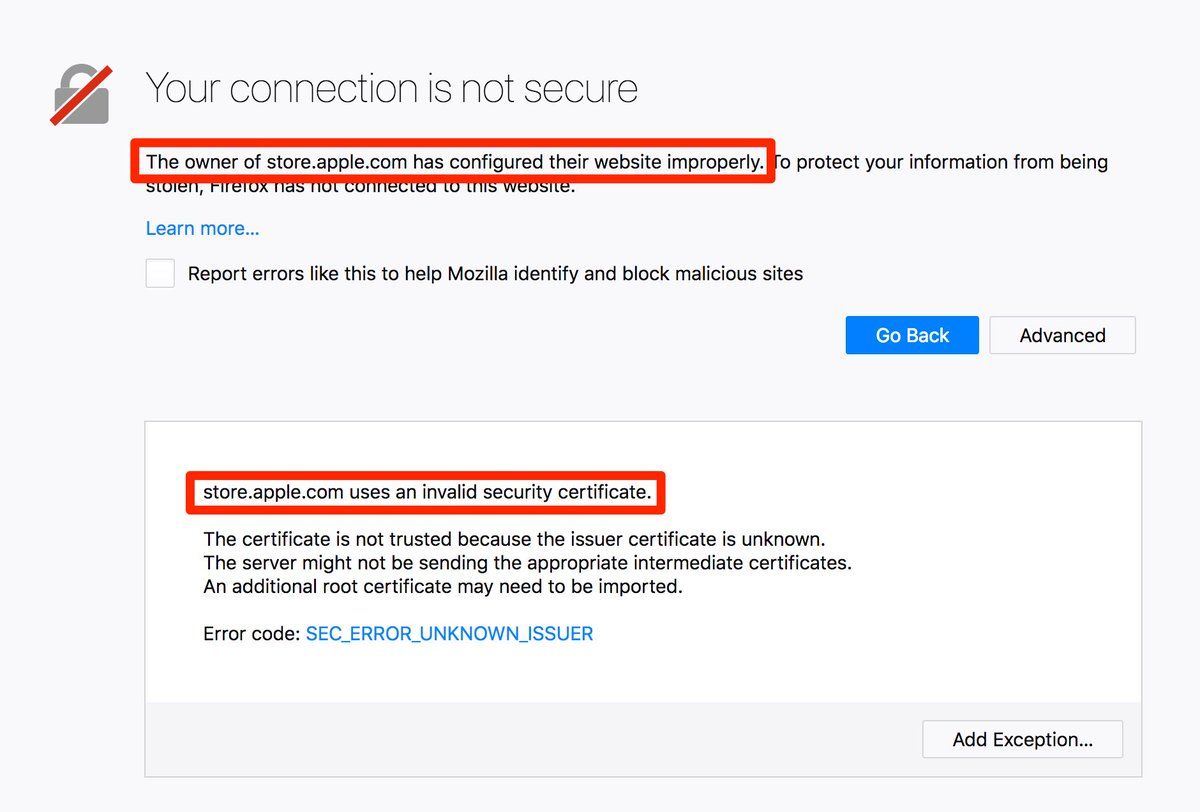 Your connection is not secure
The owner of store.apple.com has configured their website improperly. To protect your information from being
stolen, Firefox has not connected to this website.
Learn more...
Report errors like this to help Mozilla identify and block malicious sites
Go Back
Advanced
store.apple.com uses an invalid security certificate.
The certificate is not trusted because the issuer certificate is unknown.
The server might not be sending the appropriate intermediate certificates.
An additional root certificate may need to be imported.
Error code: SEC_ERROR_UNKNOWN_ISSUER
Add Exception...